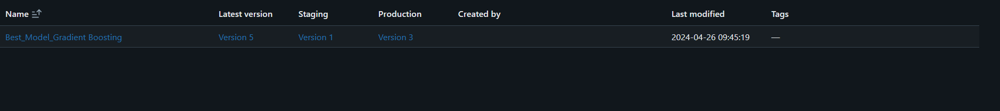 Name Latest version Staging Production Created by Last modified Tags
Best_Model_Gradient Boosting Version 5 Version 1 Version 3 2024-04-26 09:45:19 —